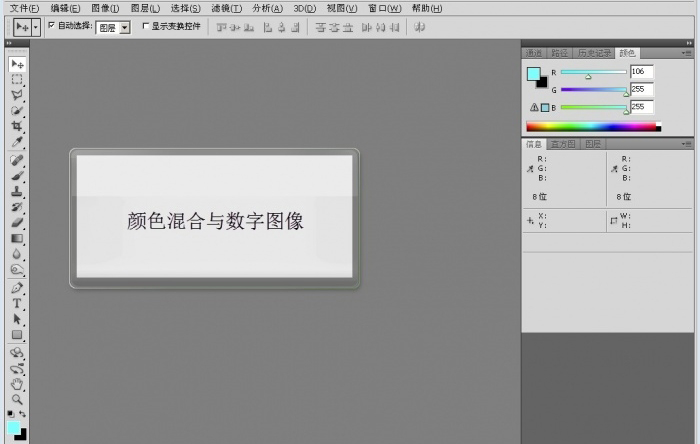 文件(F) 编辑(E) 图像(I) 图层(L) 选择(S) 滤镜(T) 分析(A) 3D(D) 视图(V) 窗口(W) 帮助(H)
自动选择: 图层 显示变换控件
通道 路径 历史记录 颜色
R 106
G 255
B 255
信息 直方图 图层
R: R:
G: G:
B: B:
8位 8位
X: W:
Y: H:
颜色混合与数字图像
T